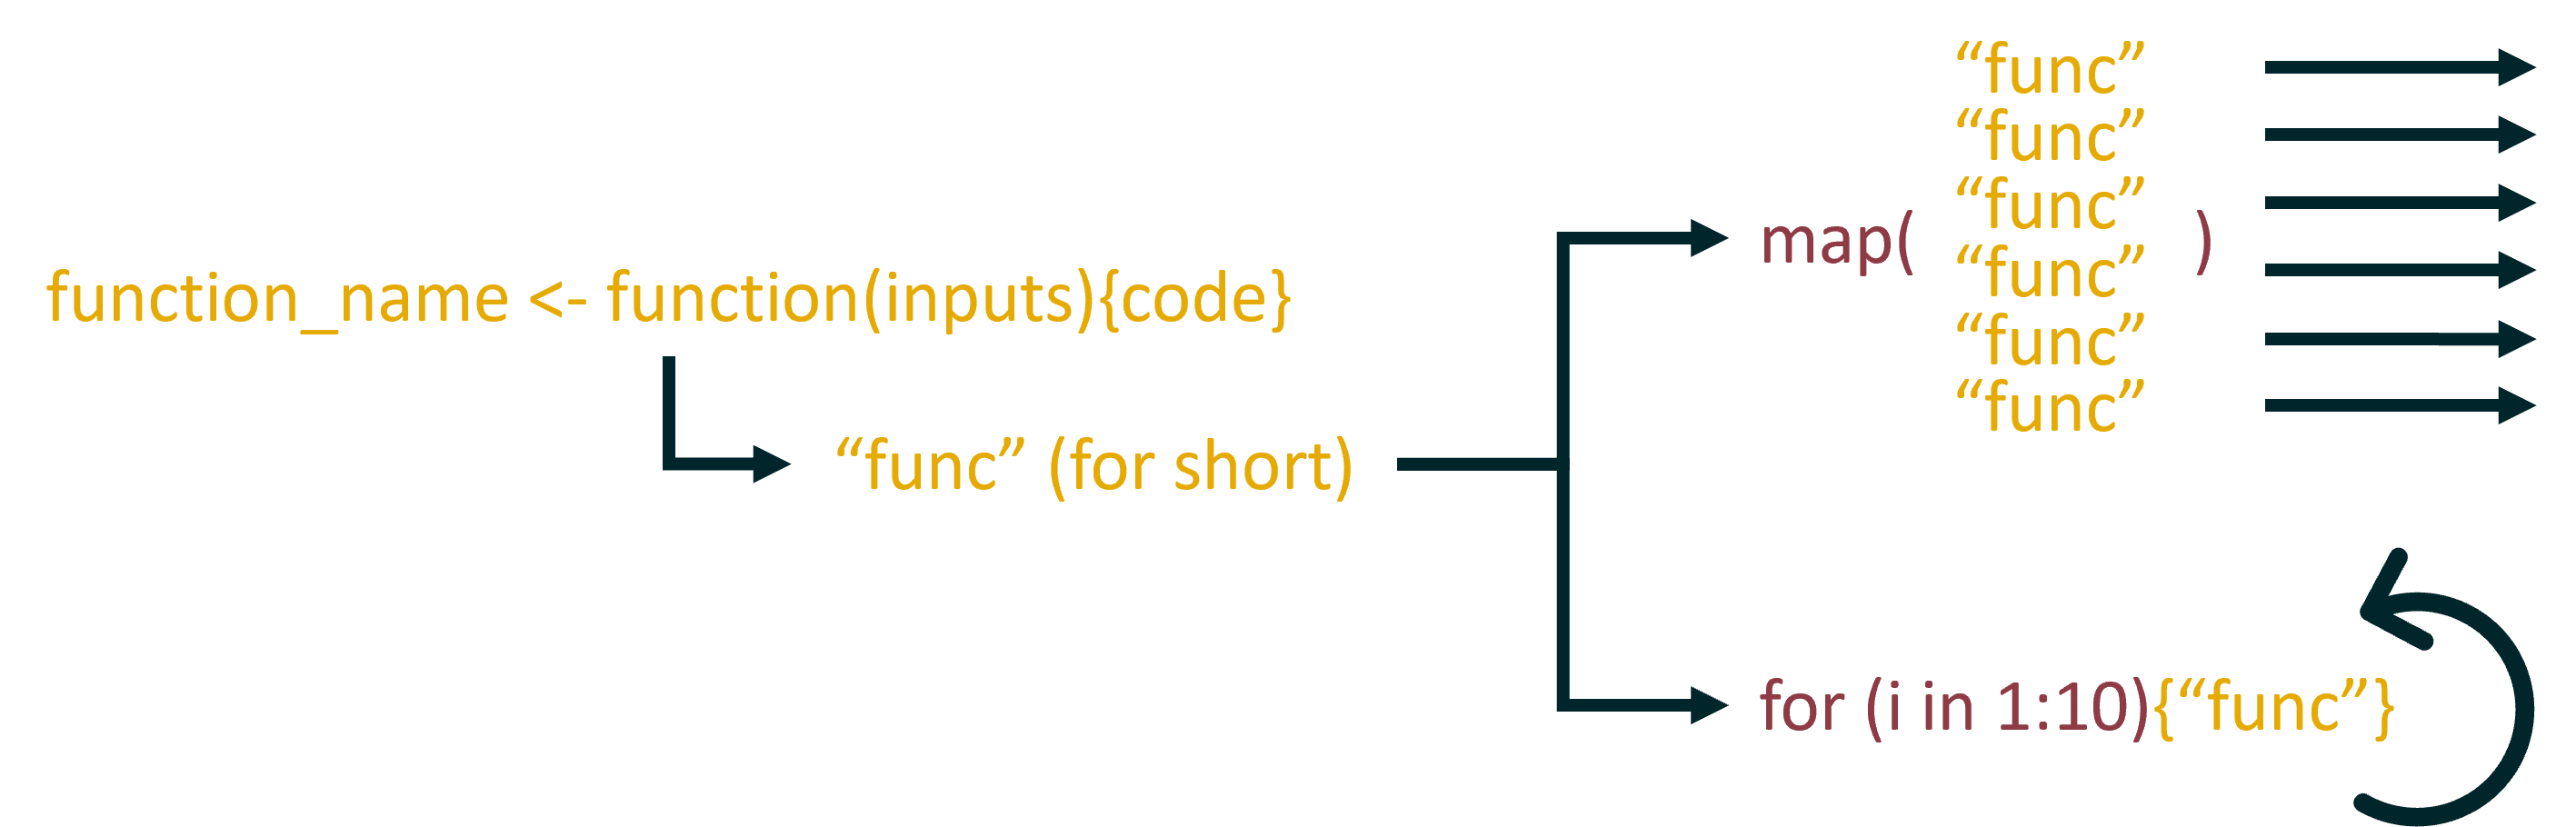 function_name <- function(inputs){code}
“func” (for short)
map(
“func”
“func”
“func”
“func”
“func”
“func”
)
for (i in 1:10){“func”}